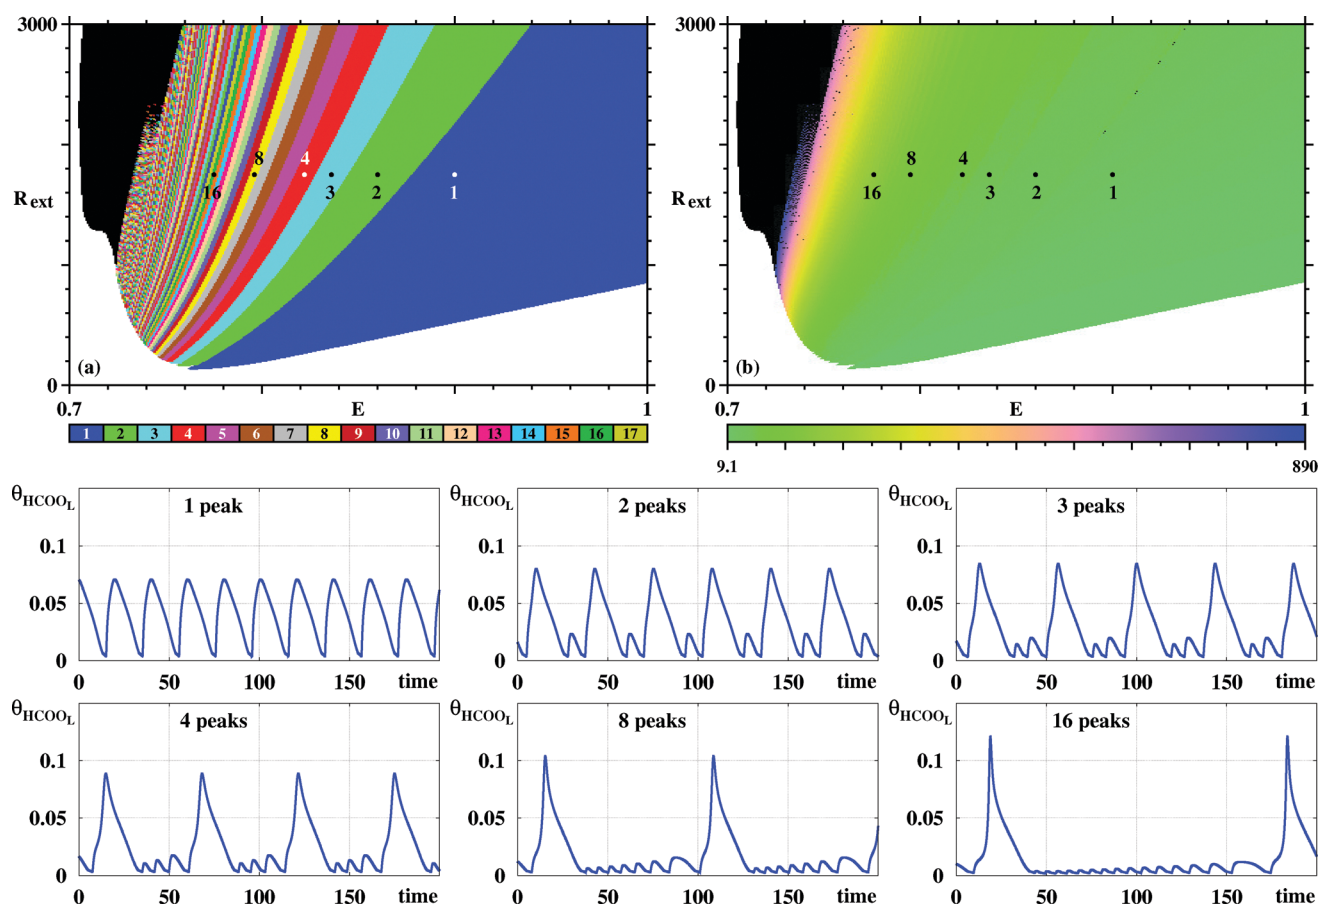 3000
R ext
0
0.7
E
1
(a)
16
8
4
3
2
1
1 2 3 4 5 6 7 8 9 10 11 12 13 14 15 16 17
3000
R ext
0
0.7
E
1
(b)
16
8
4
3
2
1
9.1
890
θHCOOL
1 peak
0.1
0.05
0
0 50 100 150 time
θHCOOL
2 peaks
0.1
0.05
0
0 50 100 150 time
θHCOOL
3 peaks
0.1
0.05
0
0 50 100 150 time
θHCOOL
4 peaks
0.1
0.05
0
0 50 100 150 time
θHCOOL
8 peaks
0.1
0.05
0
0 50 100 150 time
θHCOOL
16 peaks
0.1
0.05
0
0 50 100 150 time